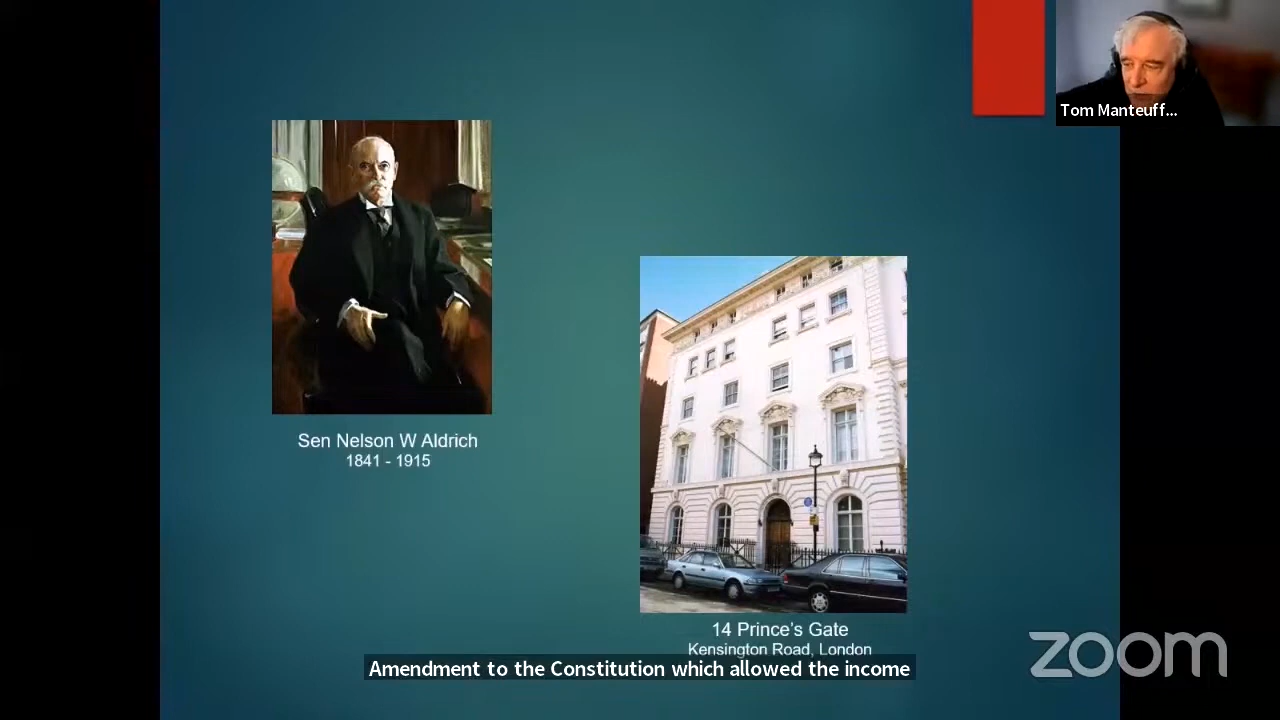 Tom Manteuff...
Sen Nelson W Aldrich
1841 - 1915
14 Prince's Gate
Kensington Road, London
Amendment to the Constitution which allowed the income
zoom